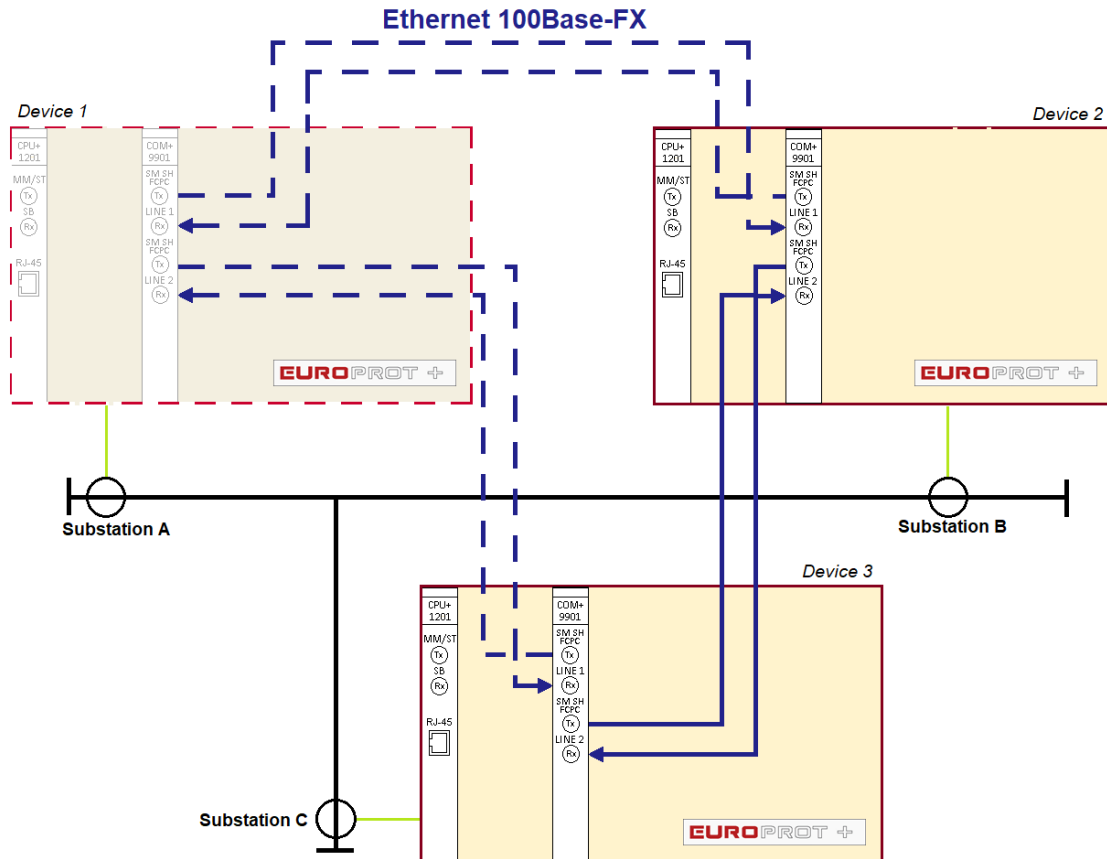 Ethernet 100Base-FX
Device 1
CPU+
1201
MM/ST
Tx
SB
Rx
RJ-45
COM+
9901
SM SH
FCPC
Tx
LINE 1
Rx
SM SH
FCPC
Tx
LINE 2
Rx
EUROPROT +
Device 2
CPU+
1201
MM/ST
Tx
SB
Rx
RJ-45
COM+
9901
SM SH
FCPC
Tx
LINE 1
Rx
SM SH
FCPC
Tx
LINE 2
Rx
EUROPROT +
Substation A
Substation B
Device 3
CPU+
1201
MM/ST
Tx
SB
Rx
RJ-45
COM+
9901
SM SH
FCPC
Tx
LINE 1
Rx
SM SH
FCPC
Tx
LINE 2
Rx
EUROPROT +
Substation C